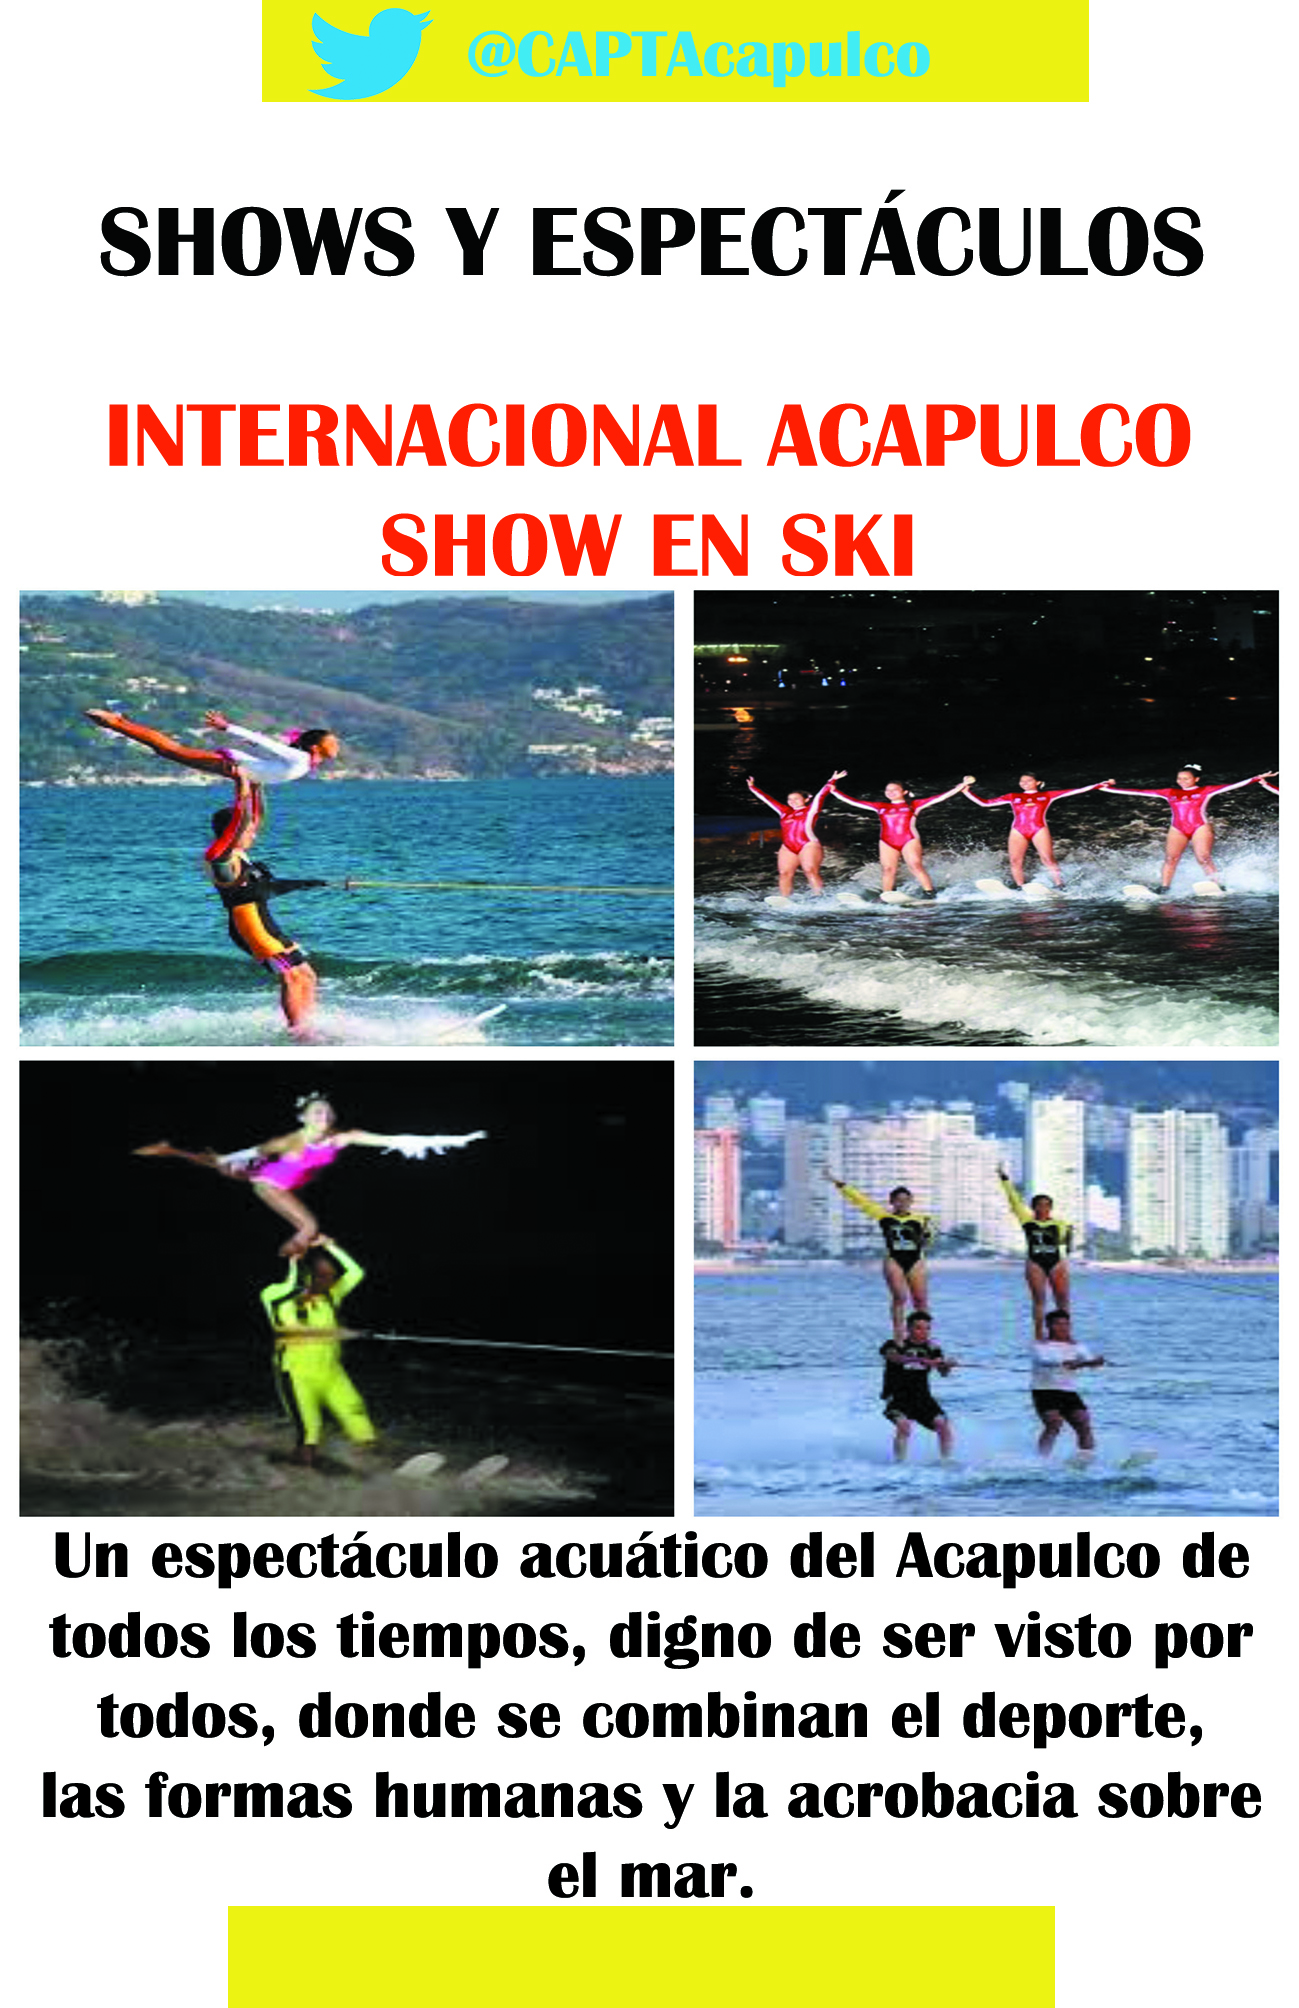 @CAPTAcapulco
SHOWS Y ESPECTÁCULOS
INTERNACIONAL ACAPULCO
SHOW EN SKI
Un espectáculo acuático del Acapulco de
todos los tiempos, digno de ser visto por
todos, donde se combinan el deporte,
las formas humanas y la acrobacia sobre
el mar.